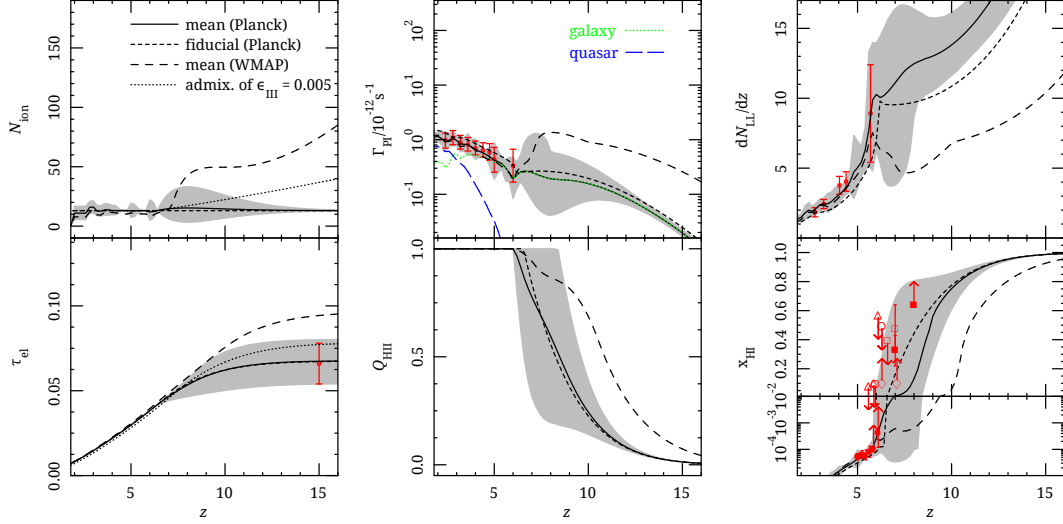 mean (Planck)
fiducial (Planck)
mean (WMAP)
admix. of ϵ_III = 0.005
N_ion
0 50 100 150
galaxy
quasar
Γ_PI/10^-12 s^-1
10^-1 10^0 10^1 10^2
dN_LL/dz
5 10 15
τ_el
0.00 0.05 0.10
5 10 15
z
Q_HII
0.0 0.5 1.0
5 10 15
z
x_HI
10^-4 10^-3 10^-2 0.2 0.4 0.6 0.8 1.0
5 10 15
z